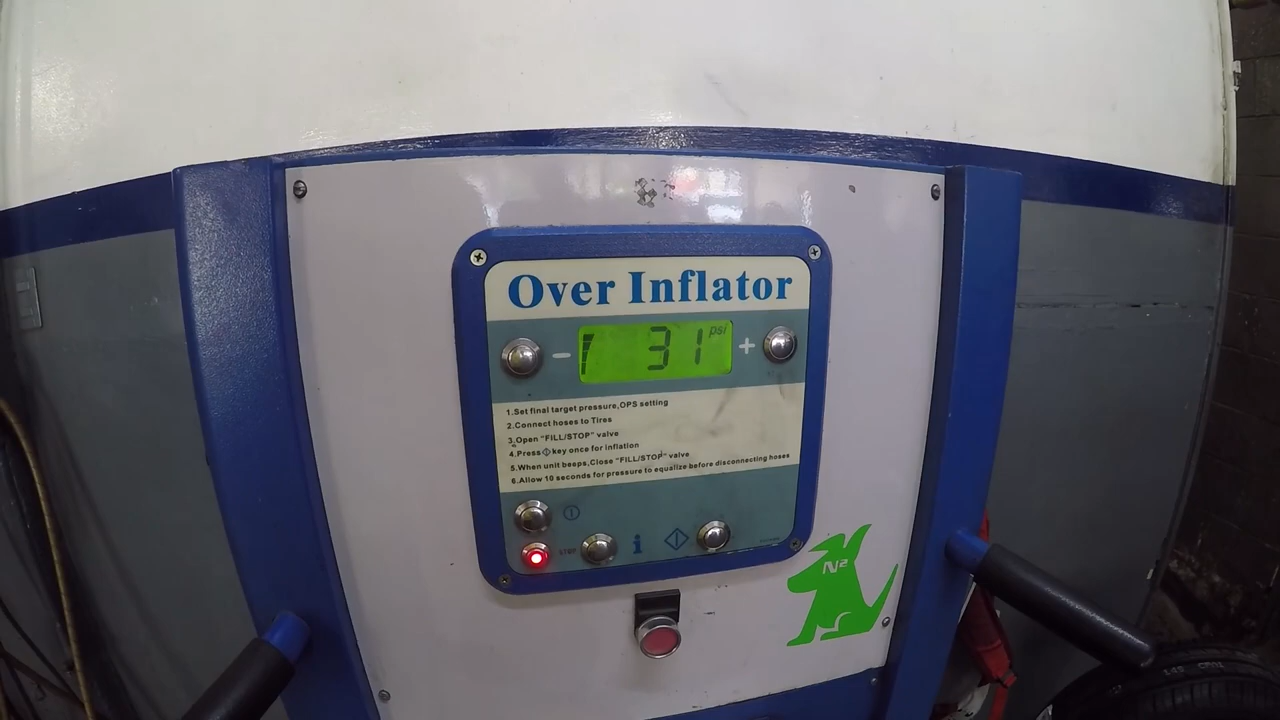 Over Inflator
- 31 psi +
1.Set final target pressure,OPS setting
2.Connect hoses to Tires
3.Open "FILL/STOP" valve
4.Press key once for inflation
5.When unit beeps,Close "FILL/STOP" valve
6.Allow 10 seconds for pressure to equalize before disconnecting hoses
STOP i
N2